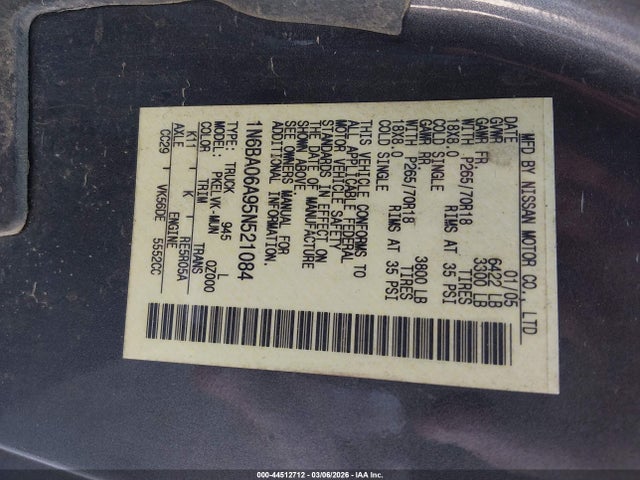 MFD BY NISSAN MOTOR CO., LTD
DATE 01/05
GVWR 6422 LB
GAWR FR. 3300 LB
WITH P265/70R18 TIRES
18X8.0 RIMS AT 35 PSI
COLD SINGLE
GAWR RR. 3800 LB
WITH P265/70R18 TIRES
18X8.0 RIMS AT 35 PSI
COLD SINGLE
THIS VEHICLE CONFORMS TO
ALL APPLICABLE FEDERAL
MOTOR VEHICLE SAFETY
STANDARDS IN EFFECT ON
THE DATE OF MANUFACTURE
SHOWN ABOVE.
SEE OWNERS MANUAL FOR
ADDITIONAL INFORMATION.
1N6BA06A95N521084
TYPE: TRUCK 945 L
MODEL: PKELVK-MUN 0Z000
COLOR TRIM TRANS
K11 K RE5R05A
AXLE ENGINE
CC29 VK56DE 5552CC
000-44512712 | 03/06/2026 - IAA Inc.